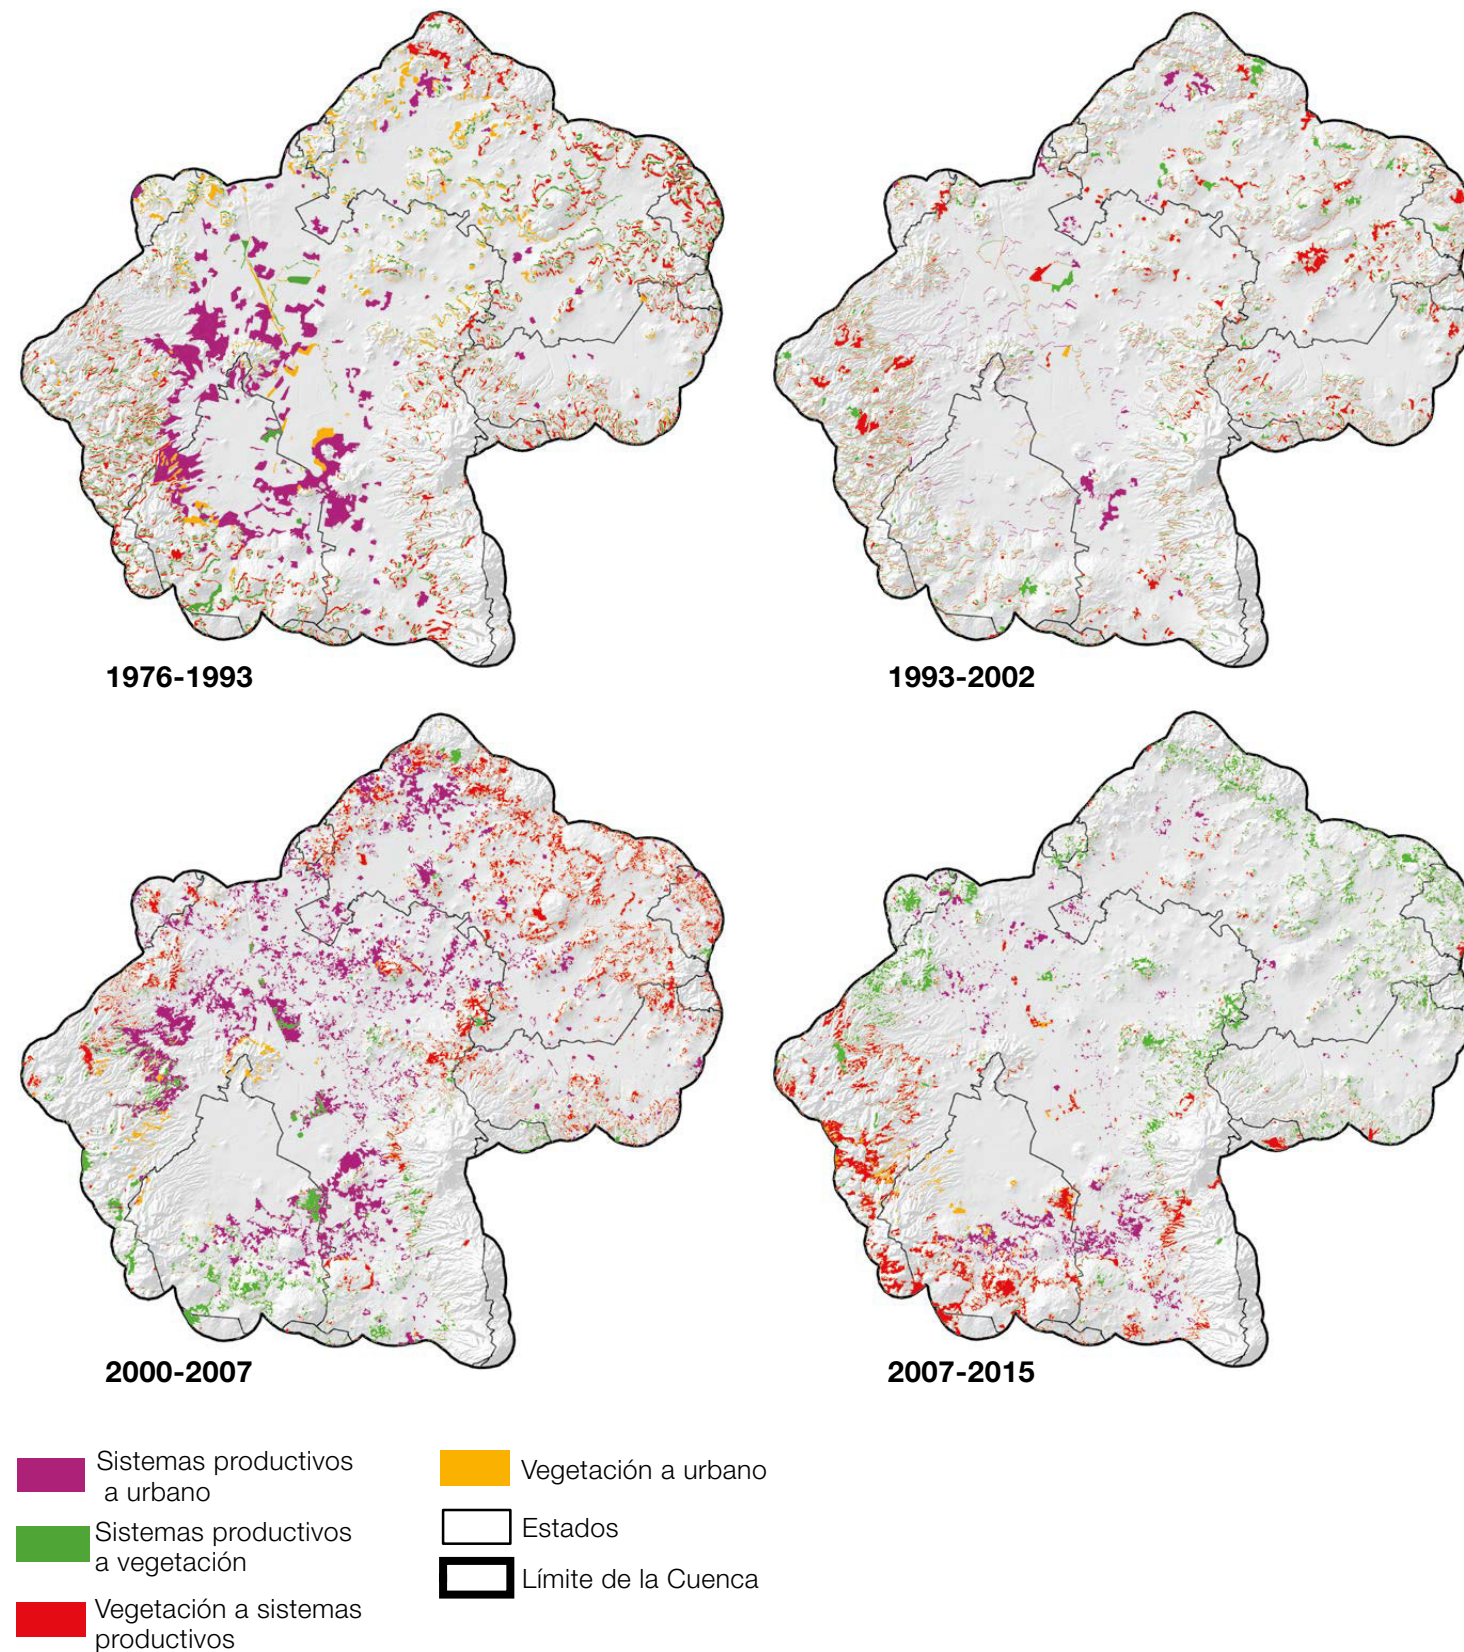 1976-1993
1993-2002
2000-2007
2007-2015
Sistemas productivos
a urbano
Sistemas productivos
a vegetación
Vegetación a sistemas
productivos
Vegetación a urbano
Estados
Límite de la Cuenca